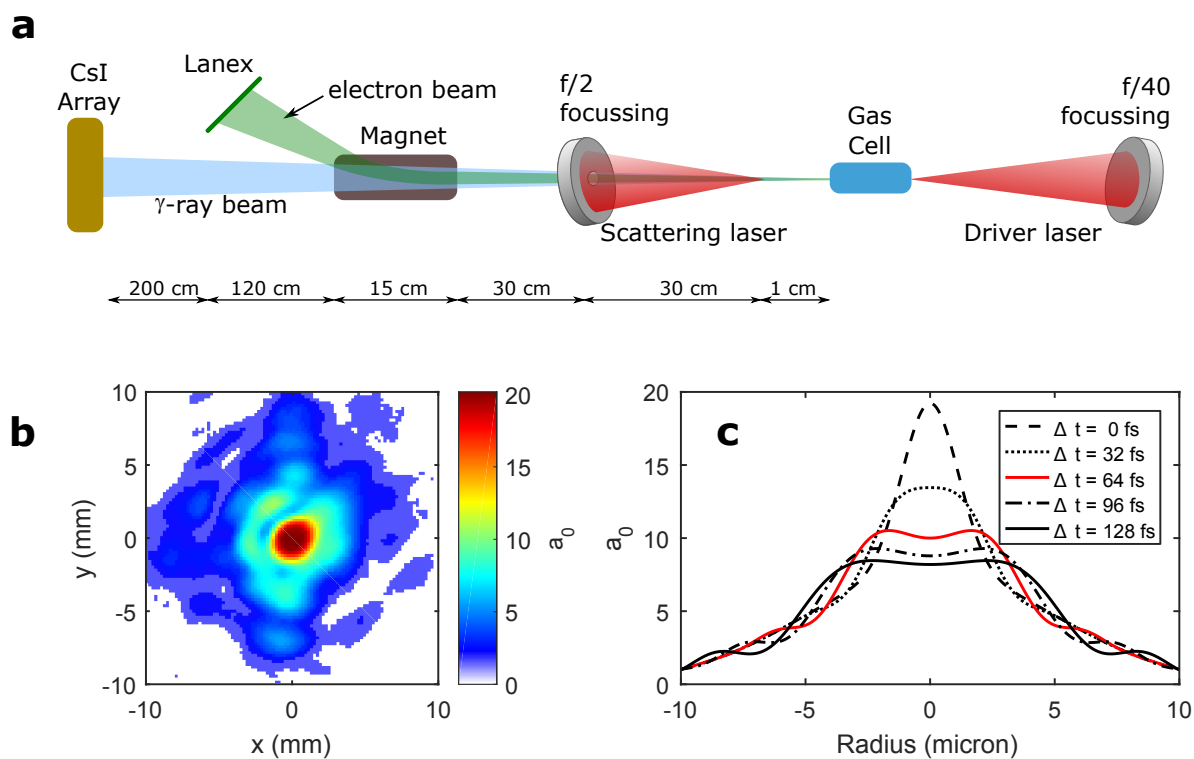 a
CsI
Array
Lanex
electron beam
Magnet
f/2
focussing
Gas
Cell
f/40
focussing
γ-ray beam
Scattering laser
Driver laser
200 cm
120 cm
15 cm
30 cm
30 cm
1 cm
b
10
5
0
-5
-10
y (mm)
-10
0
10
x (mm)
20
15
10
5
0
a0
c
20
15
10
5
0
a0
-10
-5
0
5
10
Radius (micron)
Δ t = 0 fs
Δ t = 32 fs
Δ t = 64 fs
Δ t = 96 fs
Δ t = 128 fs